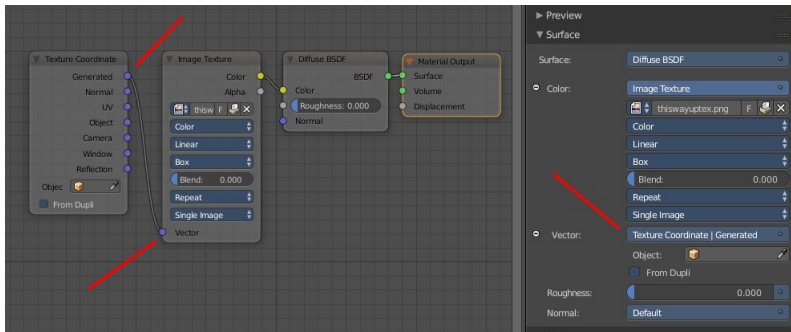 Texture Coordinate
Generated
Normal
UV
Object
Camera
Window
Reflection
Objec
From Dupli
Image Texture
Color
Alpha
thisw F
Color
Linear
Box
Blend: 0.000
Repeat
Single Image
Vector
Diffuse BSDF
BSDF
Color
Roughness: 0.000
Normal
Material Output
Surface
Volume
Displacement
Preview
Surface
Surface: Diffuse BSDF
Color: Image Texture
thiswayuptex.png F
Color
Linear
Box
Blend: 0.000
Repeat
Single Image
Vector: Texture Coordinate | Generated
Object:
From Dupli
Roughness: 0.000
Normal: Default